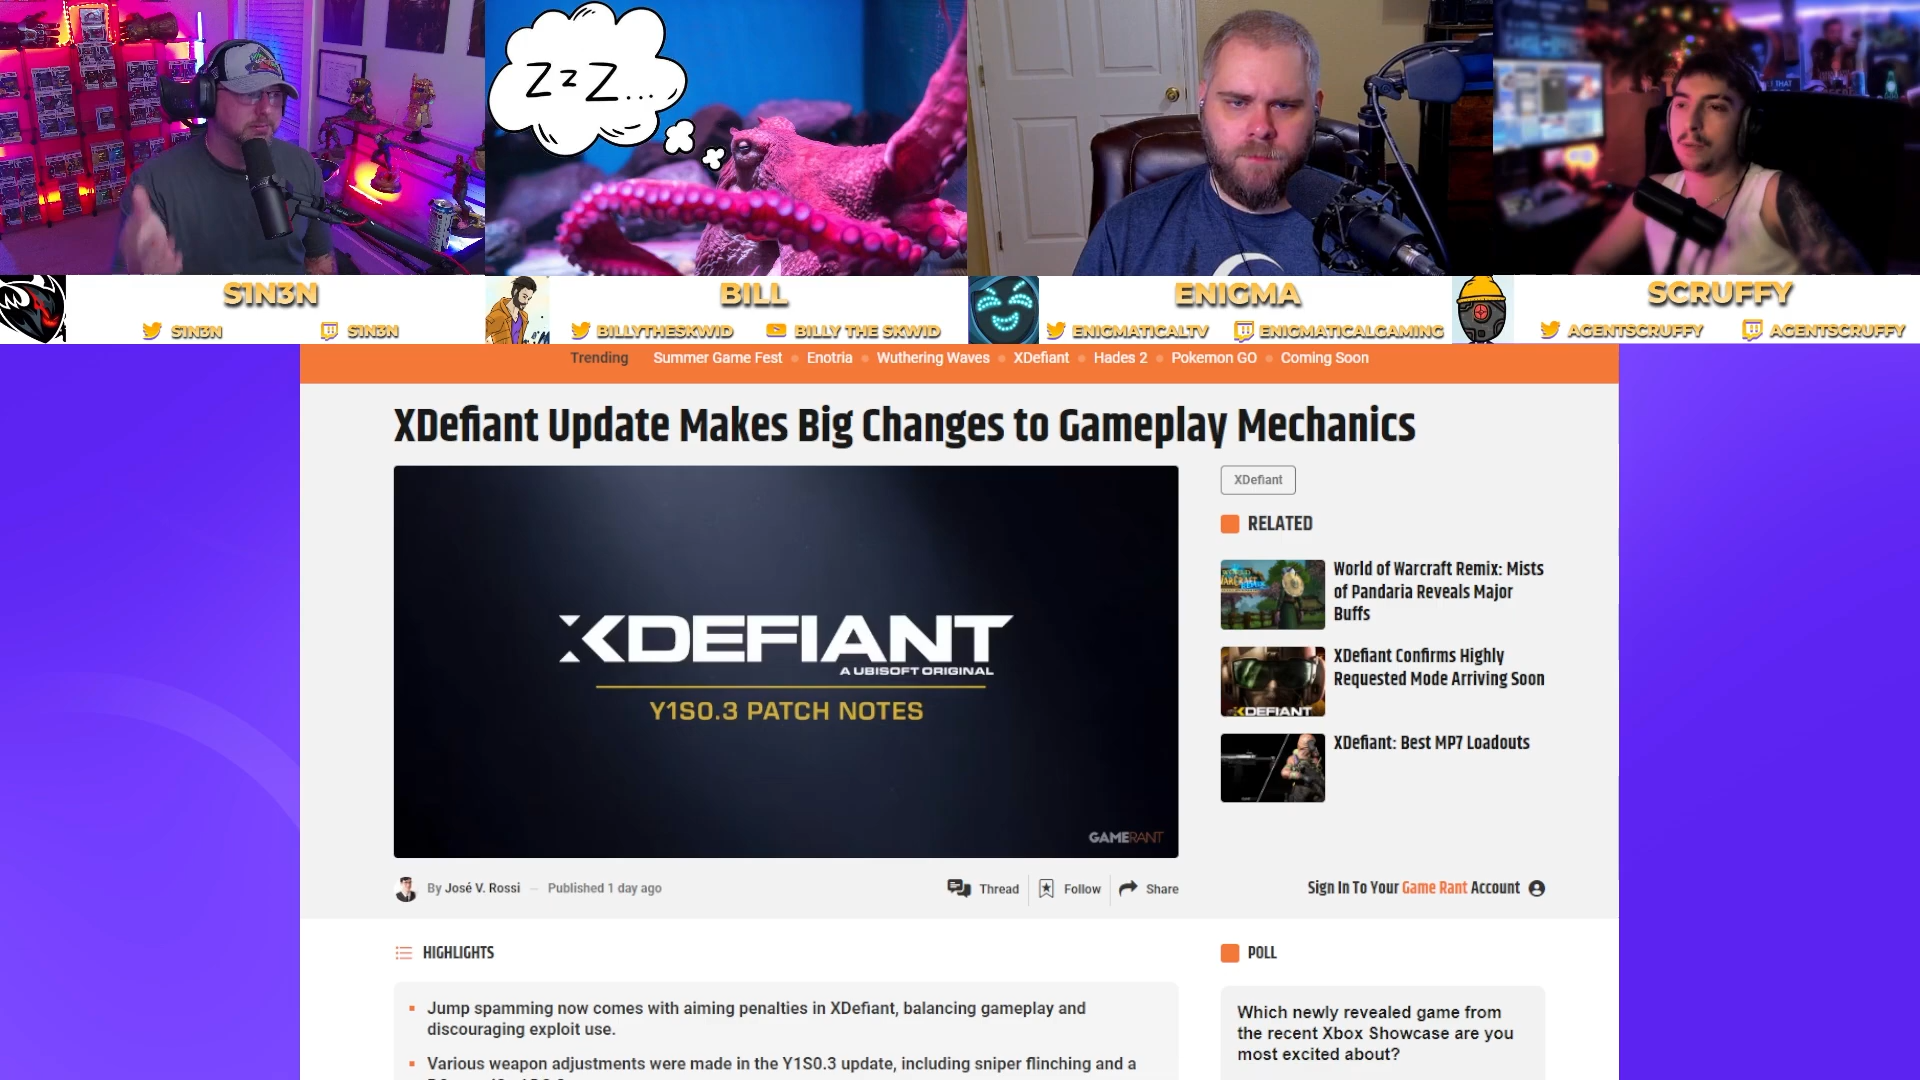 ZzZ...
S1N3N
S1N3N
S1N3N
BILL
BILLYTHESKWID
BILLY THE SKWID
ENIGMA
ENIGMATICALTV
ENIGMATICALGAMING
SCRUFFY
AGENTSCRUFFY
AGENTSCRUFFY
Trending
Summer Game Fest
Enotria
Wuthering Waves
XDefiant
Hades 2
Pokemon GO
Coming Soon
XDefiant Update Makes Big Changes to Gameplay Mechanics
XDEFIANT
A UBISOFT ORIGINAL
Y1S0.3 PATCH NOTES
GAMERANT
XDefiant
RELATED
World of Warcraft Remix: Mists
of Pandaria Reveals Major
Buffs
XDefiant Confirms Highly
Requested Mode Arriving Soon
XDEFIANT
XDefiant: Best MP7 Loadouts
By José V. Rossi
Published 1 day ago
Thread
Follow
Share
Sign In To Your Game Rant Account
HIGHLIGHTS
Jump spamming now comes with aiming penalties in XDefiant, balancing gameplay and
discouraging exploit use.
Various weapon adjustments were made in the Y1S0.3 update, including sniper flinching and a
POLL
Which newly revealed game from
the recent Xbox Showcase are you
most excited about?